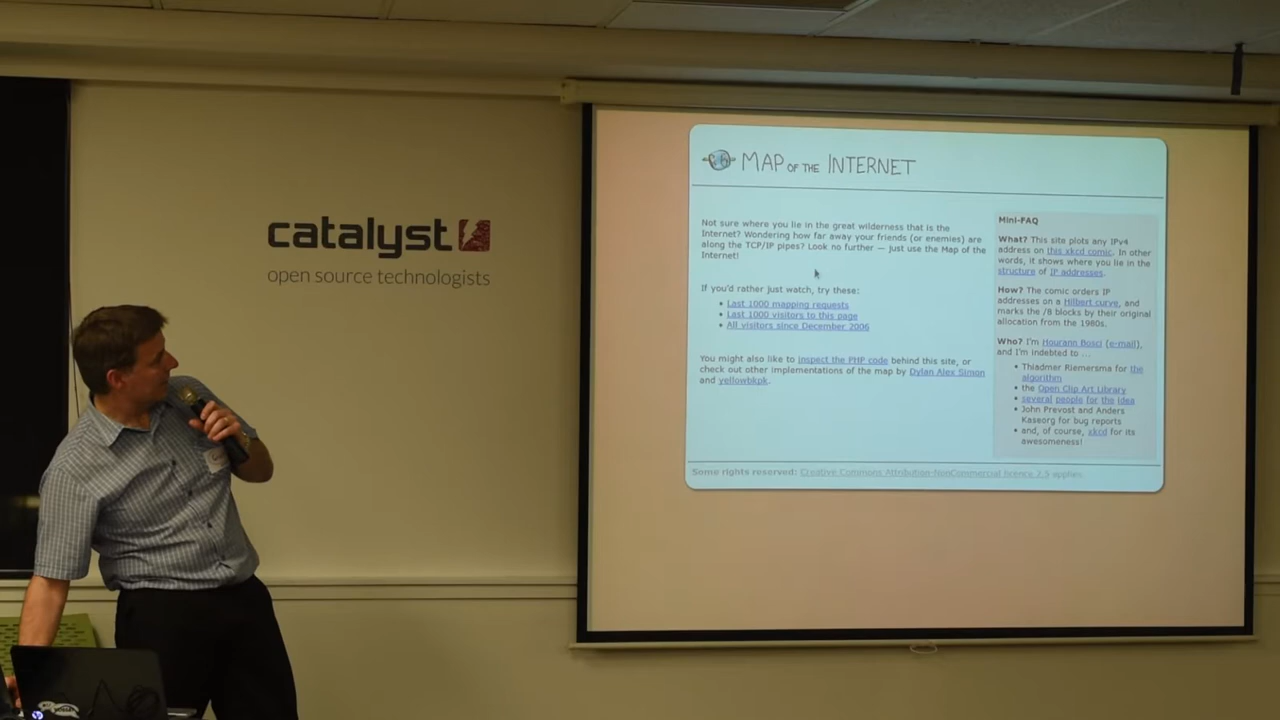 catalyst
open source technologists
MAP OF THE INTERNET
Not sure where you lie in the great wilderness that is the
Internet? Wondering how far away your friends (or enemies) are
along the TCP/IP pipes? Look no further — just use the Map of the
Internet!
If you'd rather just watch, try these:
• Last 1000 mapping requests
• Last 1000 visitors to this page
• All visitors since December 2006
You might also like to inspect the PHP code behind this site, or
check out other implementations of the map by Dylan Alex Simon
and yellowbkpk.
Mini-FAQ
What? This site plots any IPv4
address on this xkcd comic. In other
words, it shows where you lie in the
structure of IP addresses.
How? The comic orders IP
addresses on a Hilbert curve, and
marks the /8 blocks by their original
allocation from the 1980s.
Who? I'm Hourann Bosci (e-mail),
and I'm indebted to ...
• Thiadmer Riemersma for the
algorithm
• the Open Clip Art Library
• several people for the idea
• John Prevost and Anders
Kaseorg for bug reports
• and, of course, xkcd for its
awesomeness!
Some rights reserved: Creative Commons Attribution-NonCommercial licence 2.5 applies.